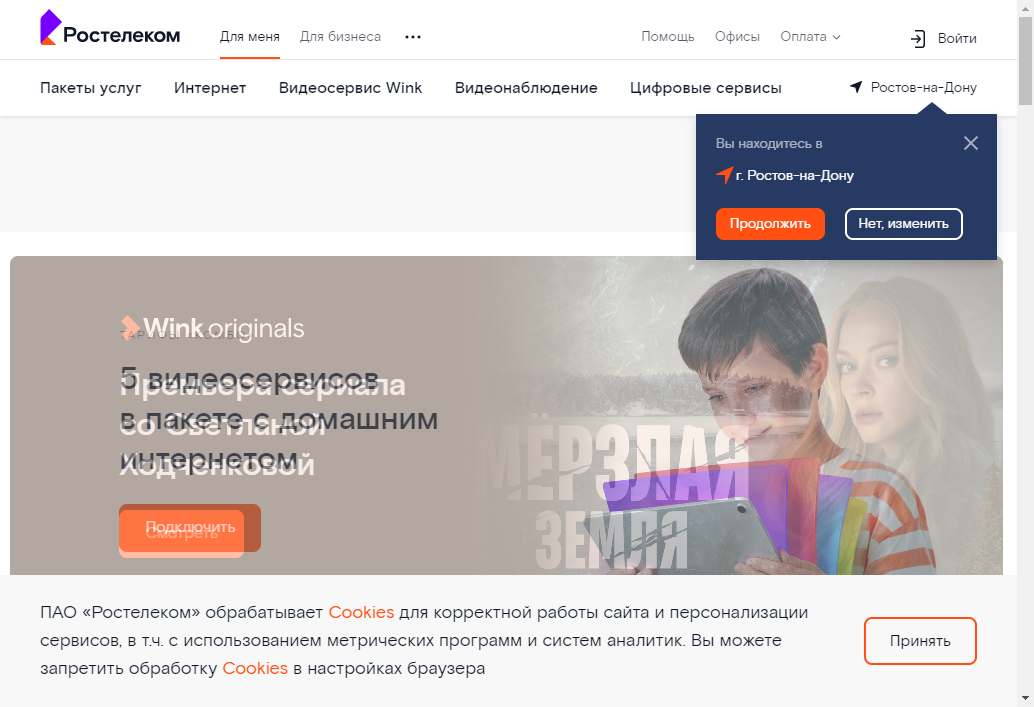 Ростелеком
Для меня
Для бизнеса
Помощь
Офисы
Оплата
Войти
Пакеты услуг
Интернет
Видеосервис Wink
Видеонаблюдение
Цифровые сервисы
Ростов-на-Дону
Вы находитесь в
г. Ростов-на-Дону
Продолжить
Нет, изменить
Wink originals
5 видеосервисов
в пакете с домашним
интернетом
Премьера сериала
со Светланой
Ходченковой
Подключить
Смотреть
МЁРЗЛАЯ
ЗЕМЛЯ
ПАО «Ростелеком» обрабатывает Cookies для корректной работы сайта и персонализации
сервисов, в т.ч. с использованием метрических программ и систем аналитик. Вы можете
запретить обработку Cookies в настройках браузера
Принять